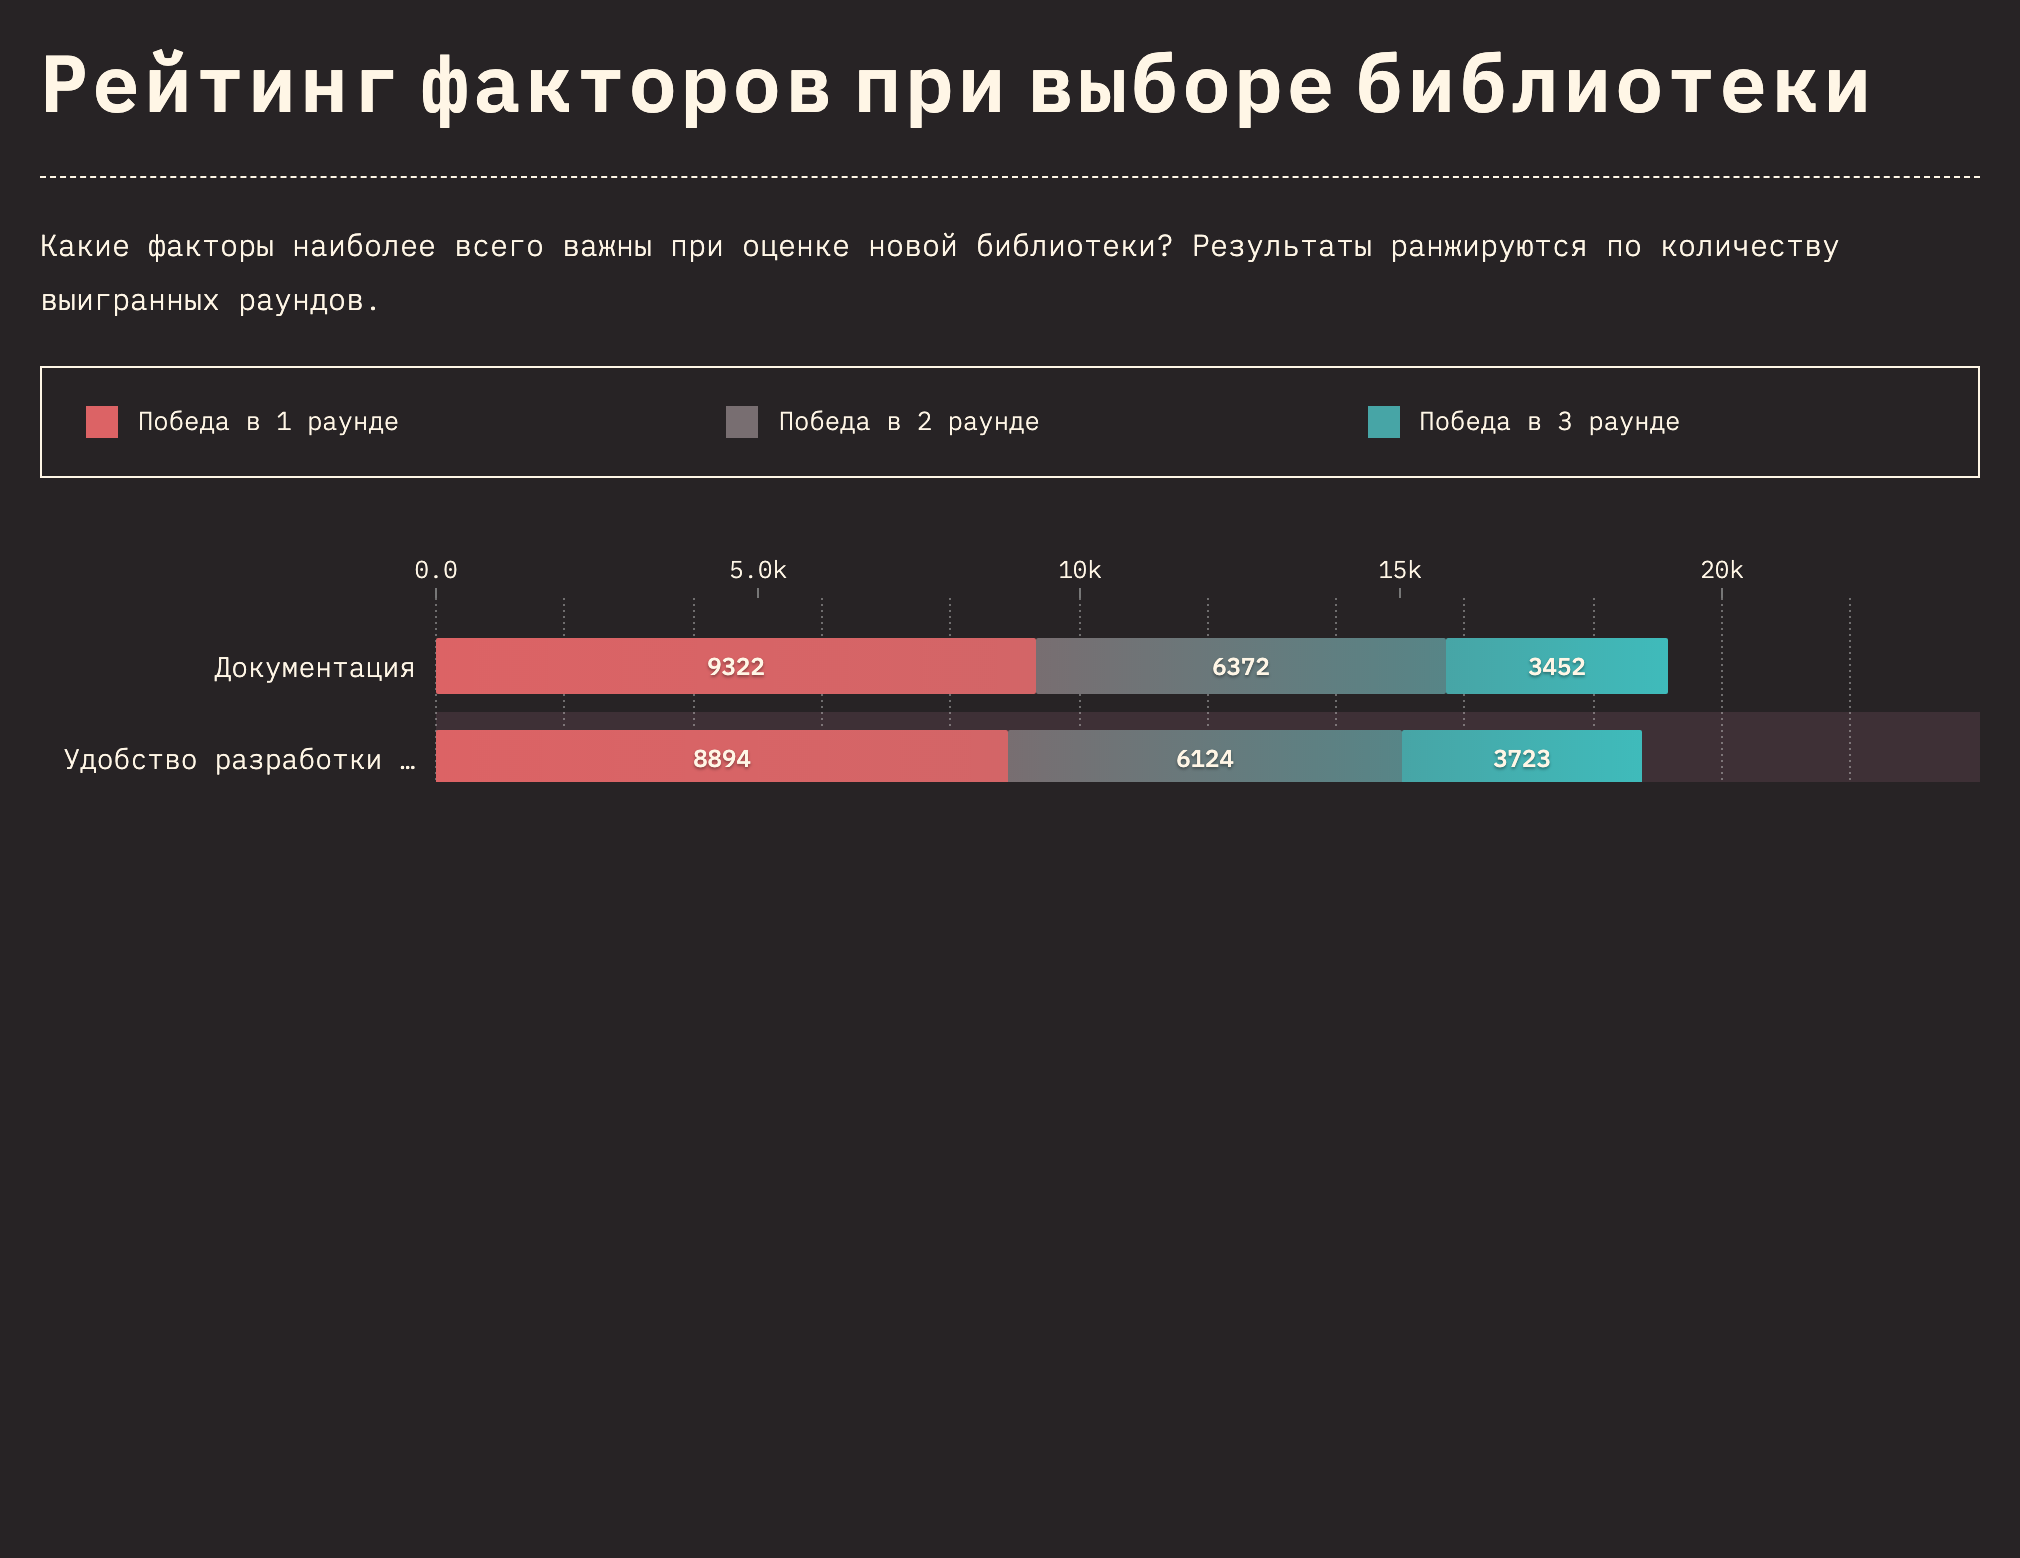 Рейтинг факторов при выборе библиотеки
Какие факторы наиболее всего важны при оценке новой библиотеки? Результаты ранжируются по количеству
выигранных раундов.
Победа в 1 раунде Победа в 2 раунде Победа в 3 раунде
0.0 5.0k 10k 15k 20k
Документация 9322 6372 3452
Удобство разработки … 8894 6124 3723